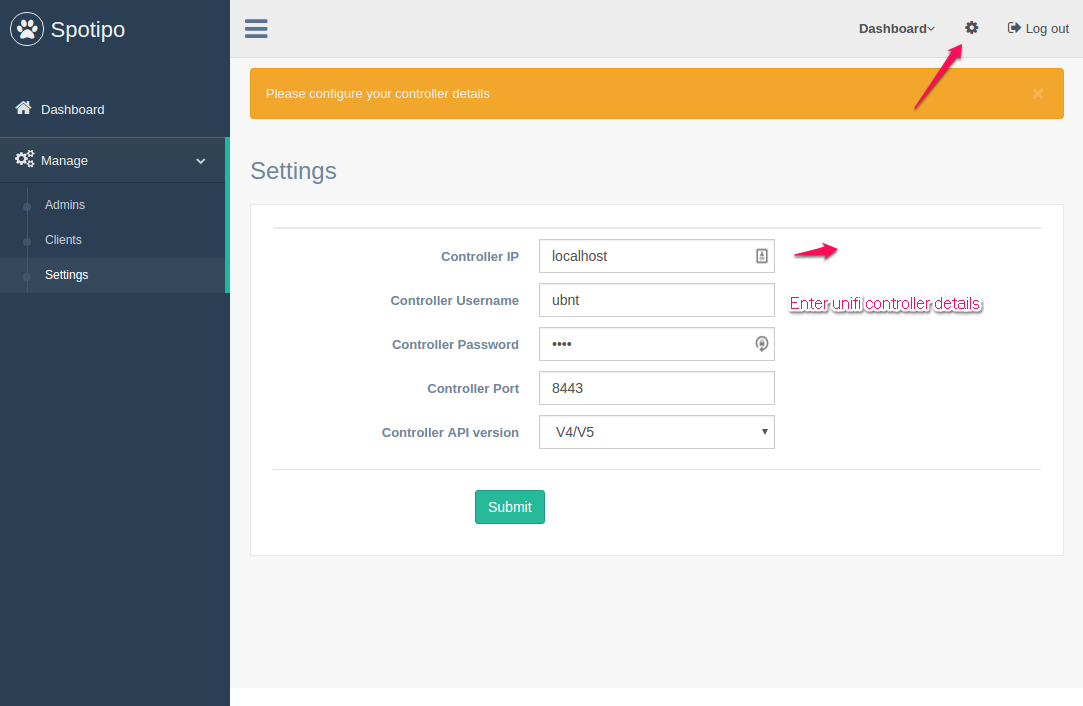 Spotipo
Dashboard
Log out
Dashboard
Manage
Admins
Clients
Settings
Please configure your controller details
×
Settings
Controller IP localhost
Controller Username ubnt
Enter unifi controller details
Controller Password ••••
Controller Port 8443
Controller API version V4/V5
Submit